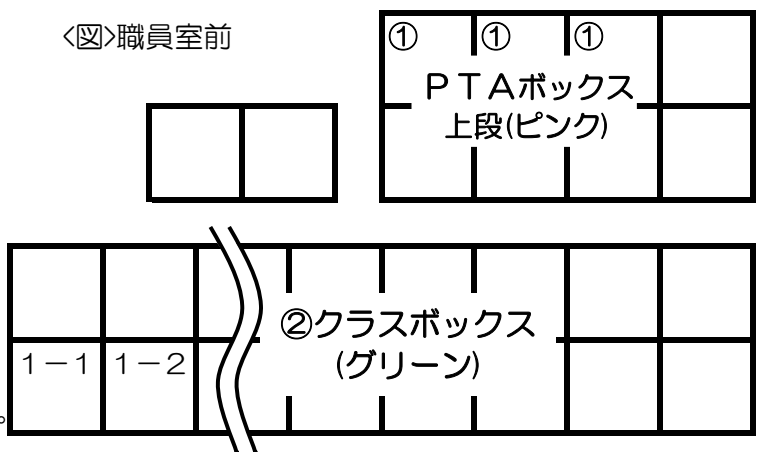 <図>職員室前
① ① ①
PTAボックス
上段(ピンク)
②クラスボックス
(グリーン)
1-1 1-2
。